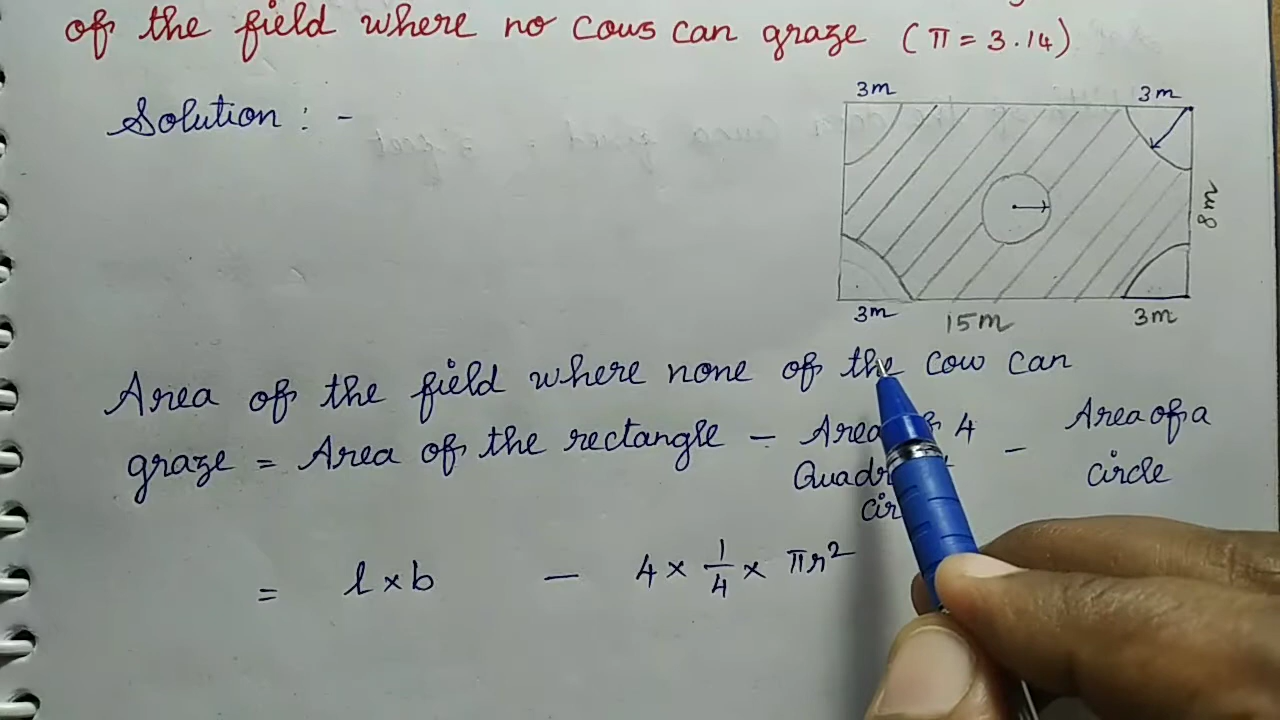 of the field where no cows can graze (π = 3.14)
Solution : -
3m 3m
8m
3m 15m 3m
Area of the field where none of the cow can
graze = Area of the rectangle - Area 4 - Area of a
circle
= l × b - 4 × 1/4 × πr²